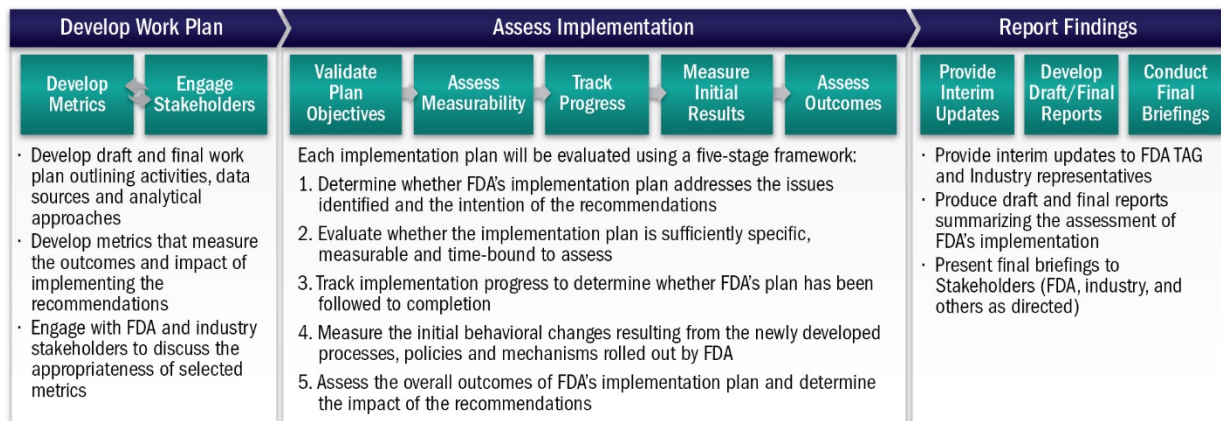 Develop Work Plan
Develop
Metrics
Engage
Stakeholders
· Develop draft and final work
plan outlining activities, data
sources and analytical
approaches
· Develop metrics that measure
the outcomes and impact of
implementing the
recommendations
· Engage with FDA and industry
stakeholders to discuss the
appropriateness of selected
metrics
Assess Implementation
Validate
Plan
Objectives
Assess
Measurability
Track
Progress
Measure
Initial
Results
Assess
Outcomes
Each implementation plan will be evaluated using a five-stage framework:
1. Determine whether FDA's implementation plan addresses the issues
identified and the intention of the recommendations
2. Evaluate whether the implementation plan is sufficiently specific,
measurable and time-bound to assess
3. Track implementation progress to determine whether FDA's plan has been
followed to completion
4. Measure the initial behavioral changes resulting from the newly developed
processes, policies and mechanisms rolled out by FDA
5. Assess the overall outcomes of FDA's implementation plan and determine
the impact of the recommendations
Report Findings
Provide
Interim
Updates
Develop
Draft/Final
Reports
Conduct
Final
Briefings
· Provide interim updates to FDA TAG
and Industry representatives
· Produce draft and final reports
summarizing the assessment of
FDA's implementation
· Present final briefings to
Stakeholders (FDA, industry, and
others as directed)